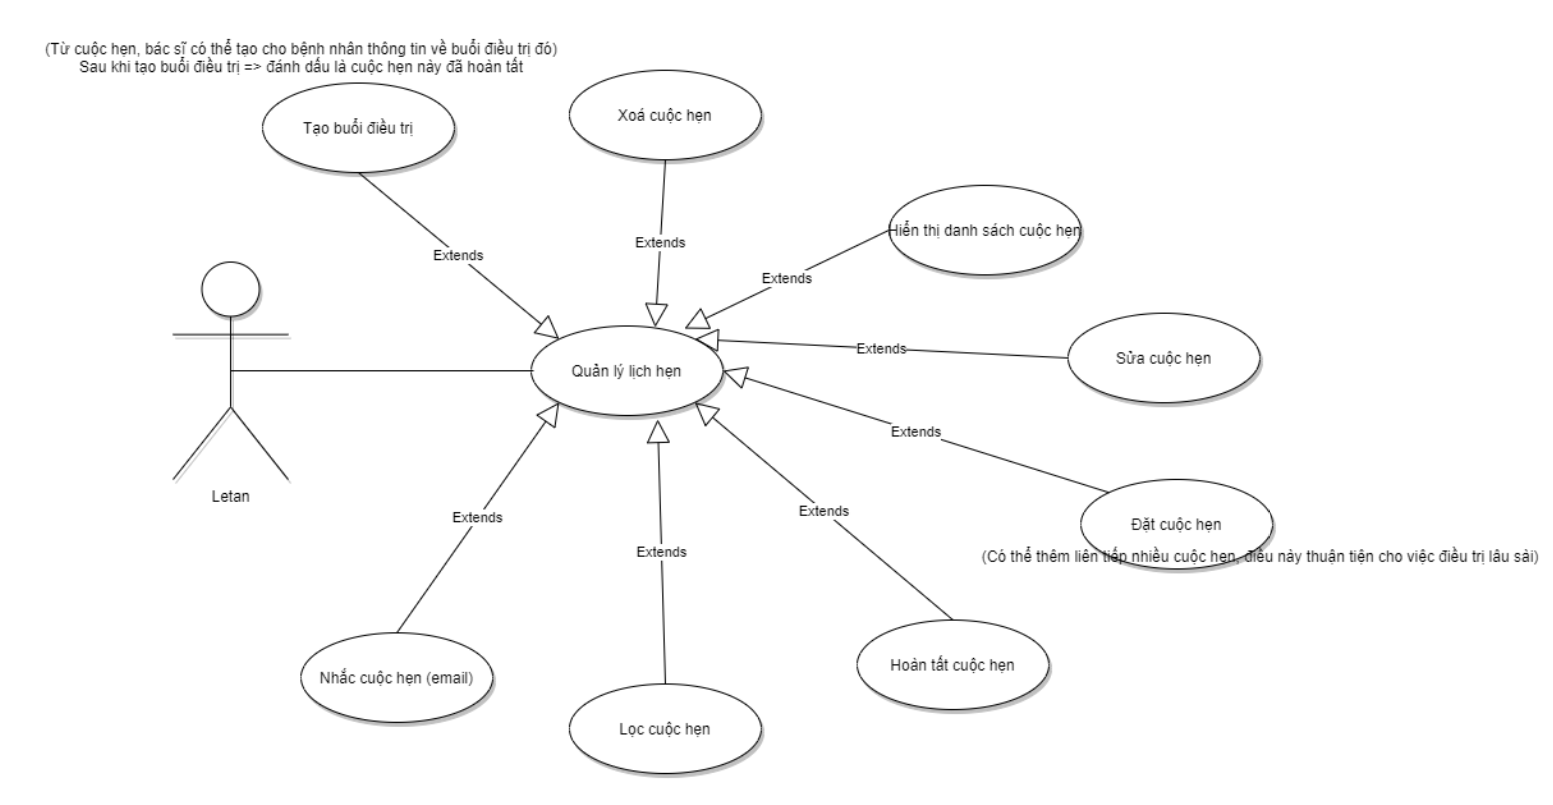 (Từ cuộc hẹn, bác sĩ có thể tạo cho bệnh nhân thông tin về buổi điều trị đó)
Sau khi tạo buổi điều trị => đánh dấu là cuộc hẹn này đã hoàn tất
Tạo buổi điều trị
Xoá cuộc hẹn
Hiển thị danh sách cuộc hẹn
Extends
Extends
Extends
Extends
Sửa cuộc hẹn
Quản lý lịch hẹn
Extends
Letan
Extends
Extends
Extends
Đặt cuộc hẹn
(Có thể thêm liên tiếp nhiều cuộc hẹn, điều này thuận tiện cho việc điều trị lâu sài)
Hoàn tất cuộc hẹn
Nhắc cuộc hẹn (email)
Lọc cuộc hẹn